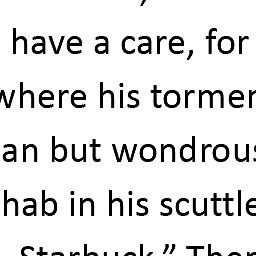 have a care, for
where his tormen
an but wondrous
hab in his scuttle
Starbuck.” Then